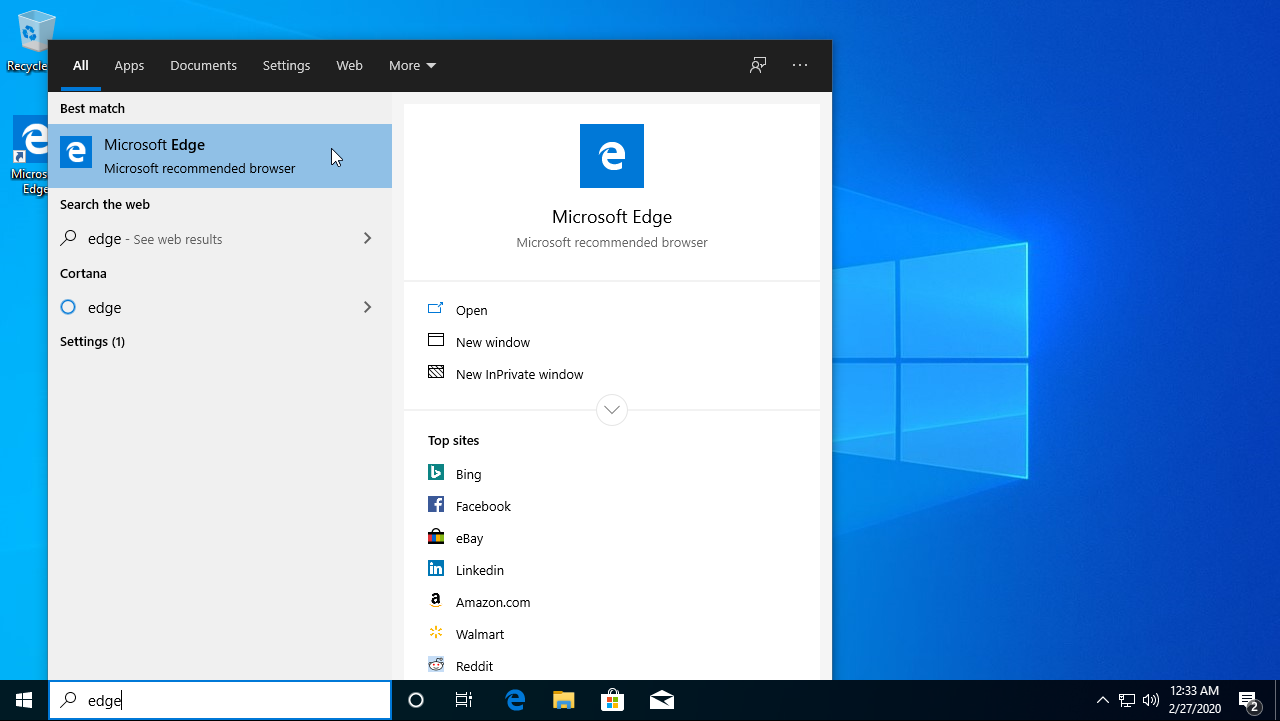 Recycle
Micros
Edge
All Apps Documents Settings Web More
Best match
Microsoft Edge
Microsoft recommended browser
Search the web
edge - See web results
Cortana
edge
Settings (1)
Microsoft Edge
Microsoft recommended browser
Open
New window
New InPrivate window
Top sites
Bing
Facebook
eBay
Linkedin
Amazon.com
Walmart
Reddit
edge
12:33 AM
2/27/2020
2